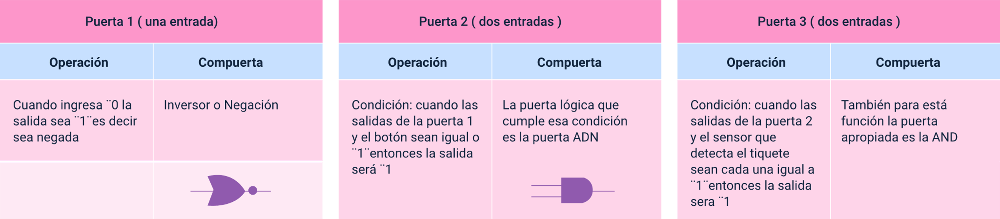 Puerta 1 ( una entrada)
Operación
Compuerta
Cuando ingresa ¨0 la
salida sea ¨1¨es decir
sea negada
Inversor o Negación
Puerta 2 ( dos entradas )
Operación
Compuerta
Condición: cuando las
salidas de la puerta 1
y el botón sean igual o
¨1¨entonces la salida
será ¨1
La puerta lógica que
cumple esa condición
es la puerta ADN
Puerta 3 ( dos entradas )
Operación
Compuerta
Condición: cuando las
salidas de la puerta 2
y el sensor que
detecta el tiquete
sean cada una igual a
¨1¨entonces la salida
sera ¨1
También para está
función la puerta
apropiada es la AND